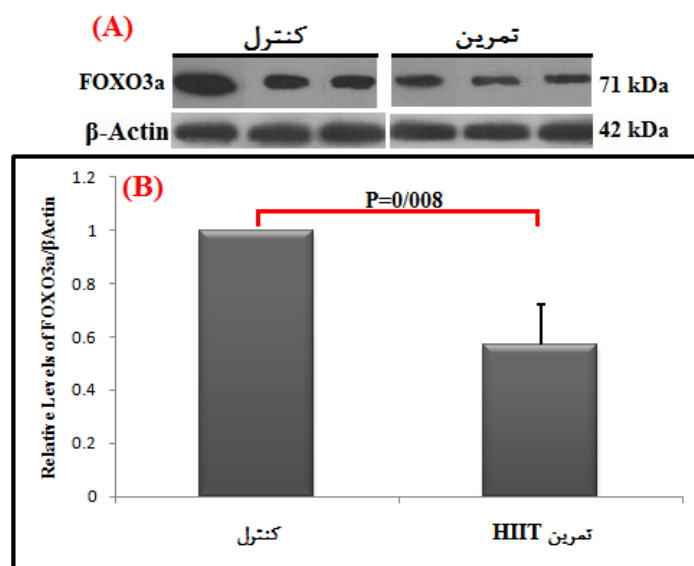 (A)
کنترل تمرین
FOXO3a 71 kDa
β-Actin 42 kDa
(B)
P=0/008
Relative Levels of FOXO3a/βActin
1.2
1
0.8
0.6
0.4
0.2
0
کنترل
تمرین HIIT